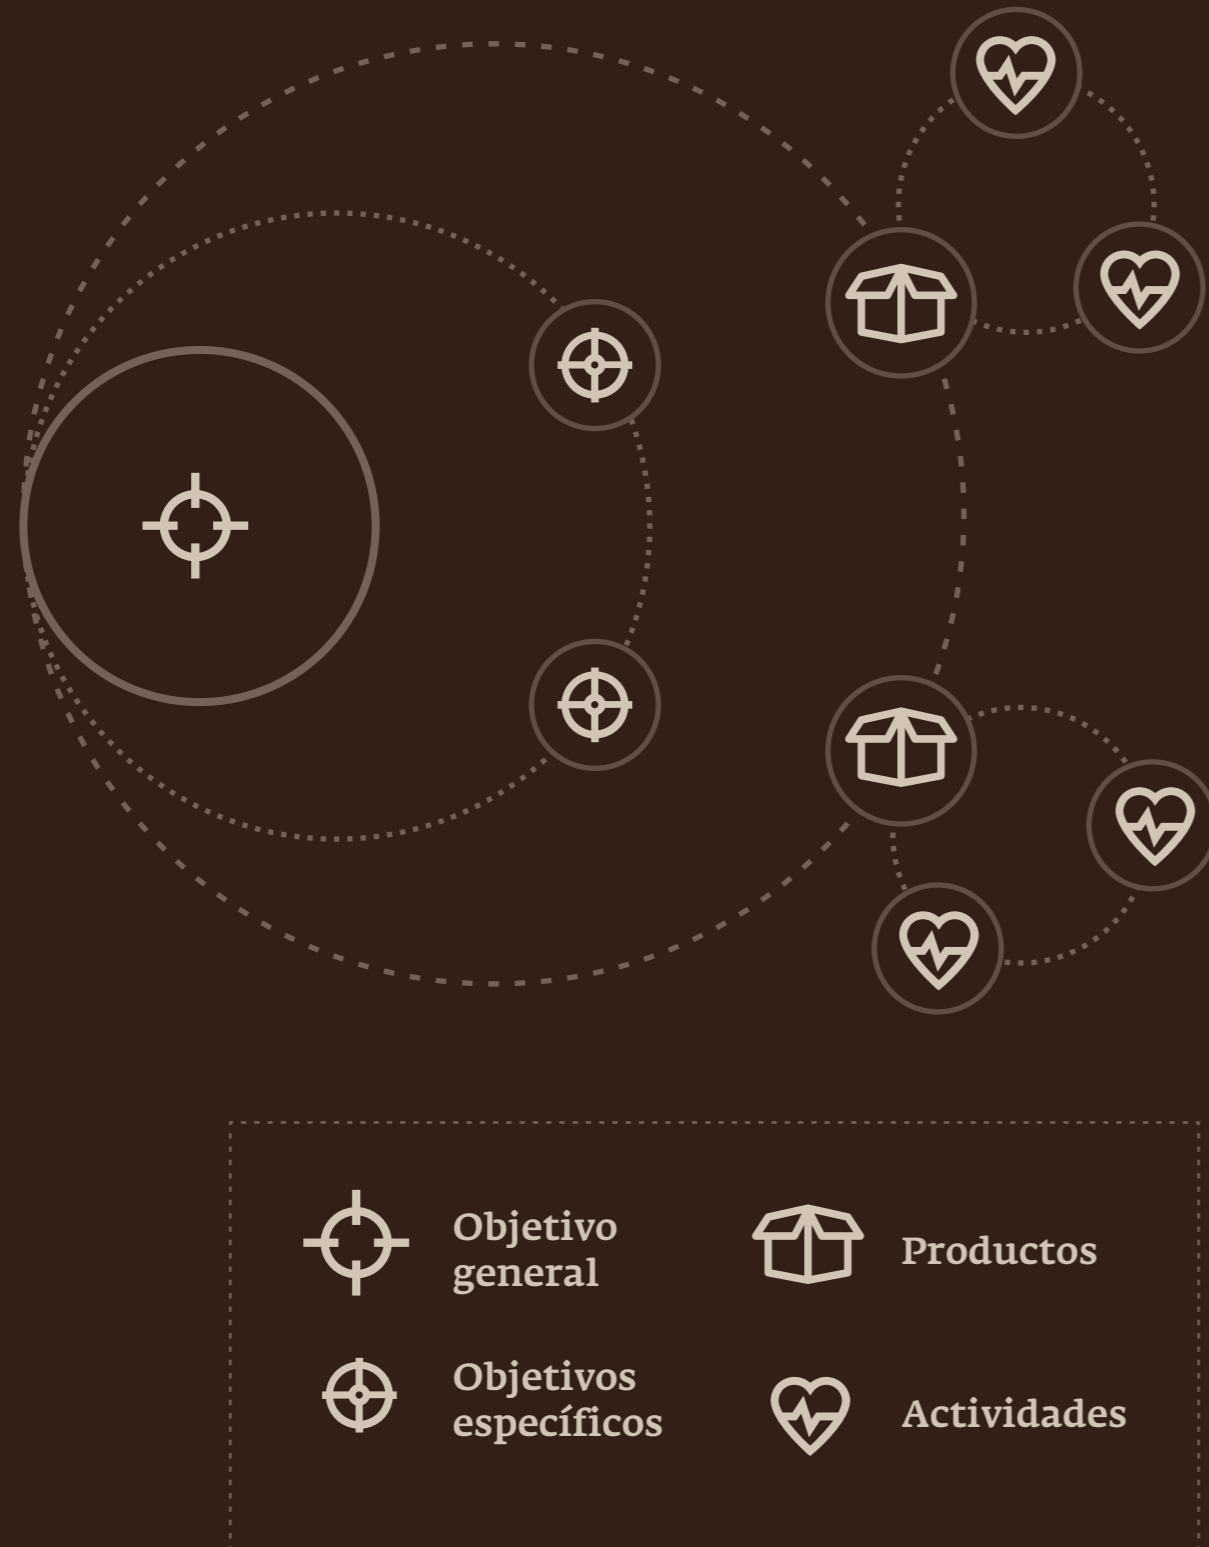 Objetivo
general
Productos
Objetivos
específicos
Actividades